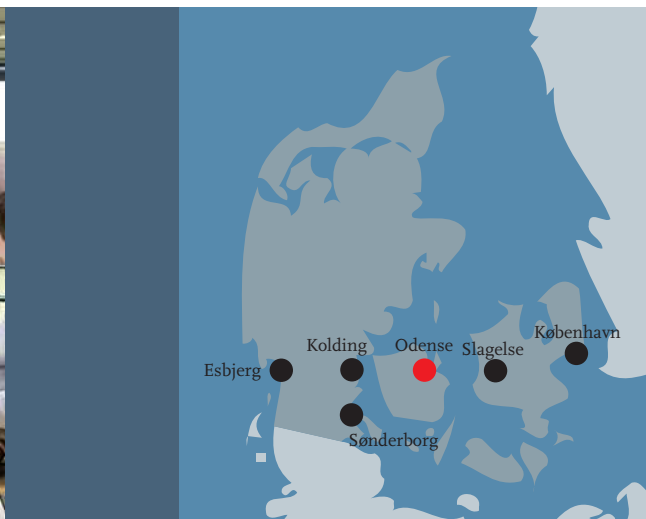 København
Kolding
Odense
Slagelse
Esbjerg
Sønderborg